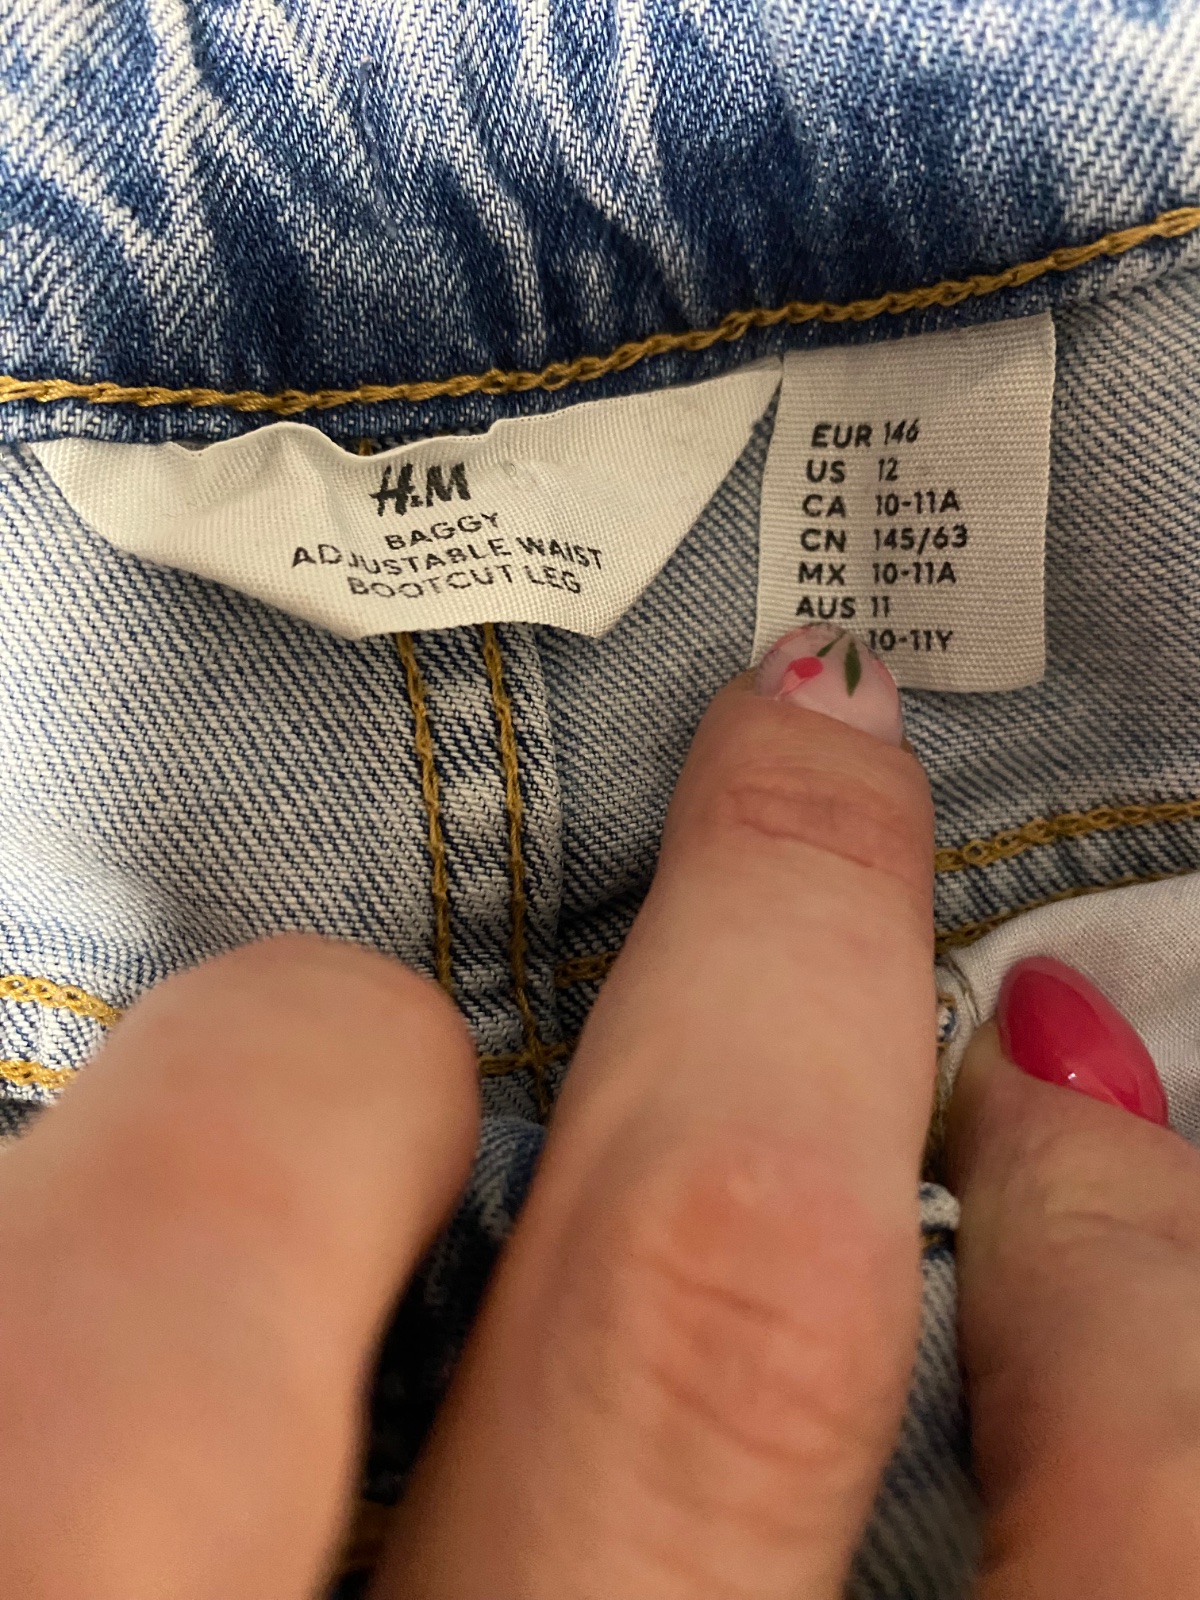 H&M
BAGGY
ADJUSTABLE WAIST
BOOTCUT LEG
EUR 146
US 12
CA 10-11A
CN 145/63
MX 10-11A
AUS 11
10-11Y